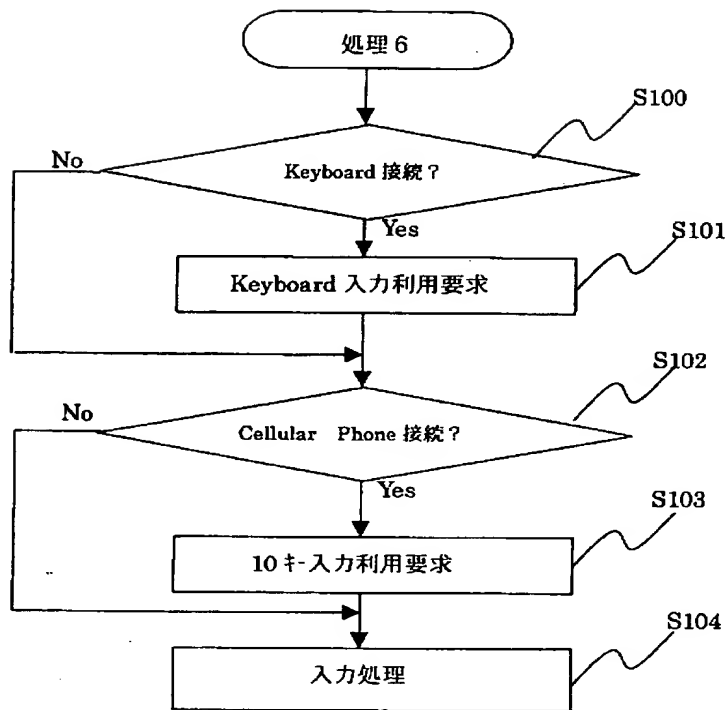 処理6
S100
No
Keyboard 接続?
Yes
S101
Keyboard 入力利用要求
S102
No
Cellular Phone 接続?
Yes
S103
10キー入力利用要求
S104
入力処理